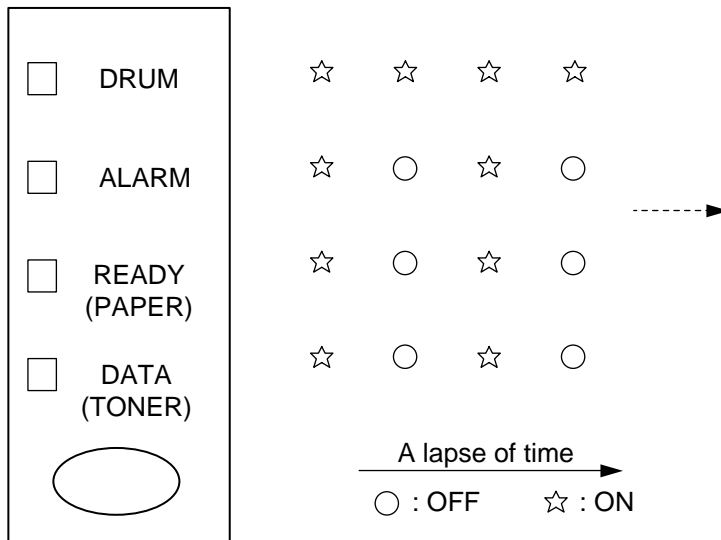 DRUM
ALARM
READY
(PAPER)
DATA
(TONER)
A lapse of time
: OFF
: ON